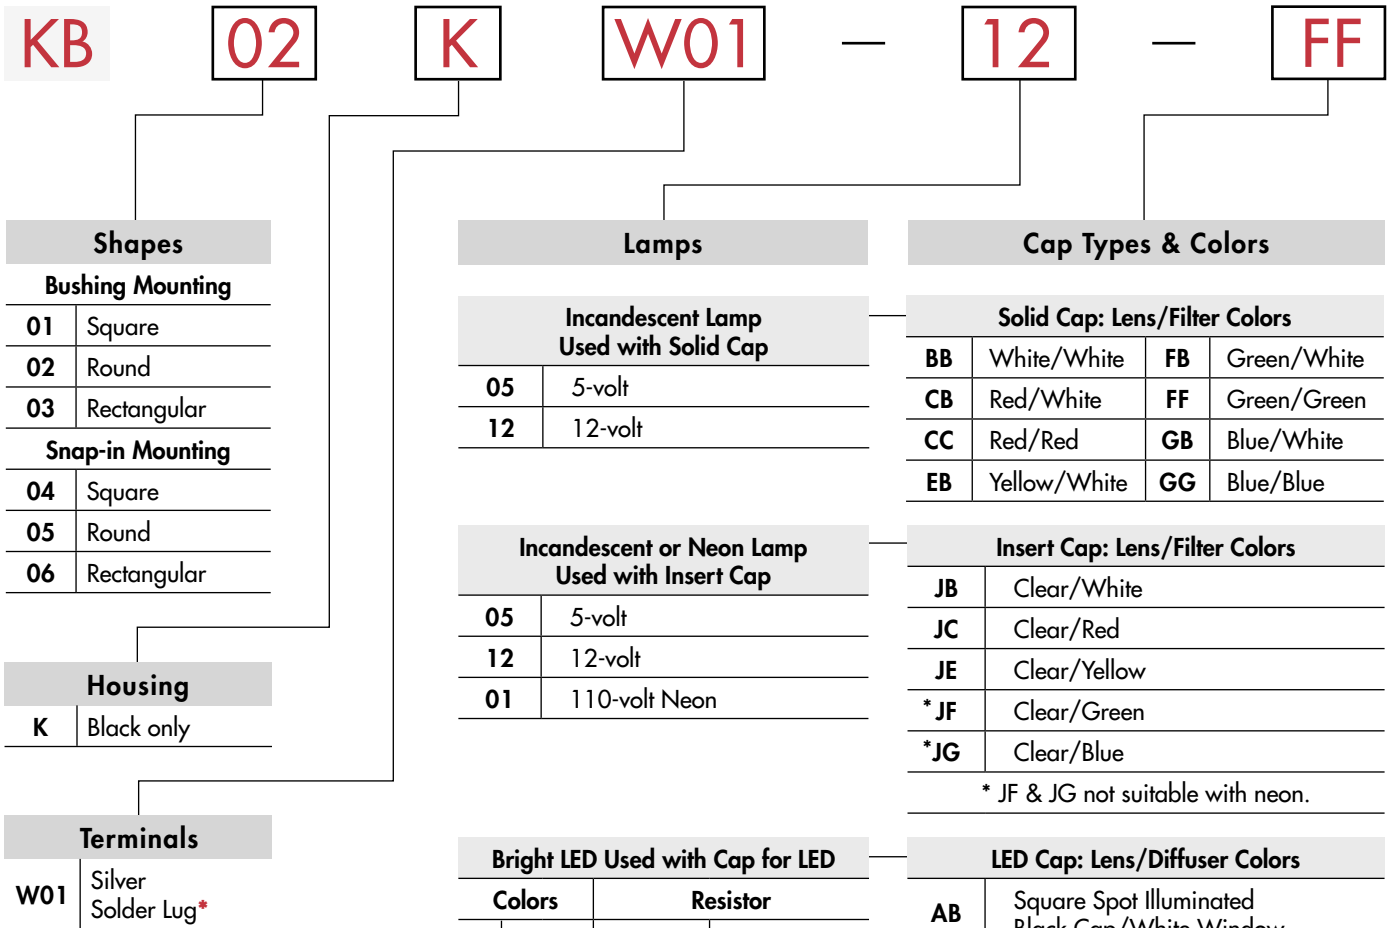 KB 02 K W01 — 12 — FF
Shapes
Bushing Mounting
01 Square
02 Round
03 Rectangular
Snap-in Mounting
04 Square
05 Round
06 Rectangular
Housing
K Black only
Terminals
W01 Silver
Solder Lug*
Lamps
Incandescent Lamp
Used with Solid Cap
05 5-volt
12 12-volt
Incandescent or Neon Lamp
Used with Insert Cap
05 5-volt
12 12-volt
01 110-volt Neon
Bright LED Used with Cap for LED
Colors Resistor
Cap Types & Colors
Solid Cap: Lens/Filter Colors
BB White/White FB Green/White
CB Red/White FF Green/Green
CC Red/Red GB Blue/White
EB Yellow/White GG Blue/Blue
Insert Cap: Lens/Filter Colors
JB Clear/White
JC Clear/Red
JE Clear/Yellow
*JF Clear/Green
*JG Clear/Blue
* JF & JG not suitable with neon.
LED Cap: Lens/Diffuser Colors
AB Square Spot Illuminated
Black Cap/White Window